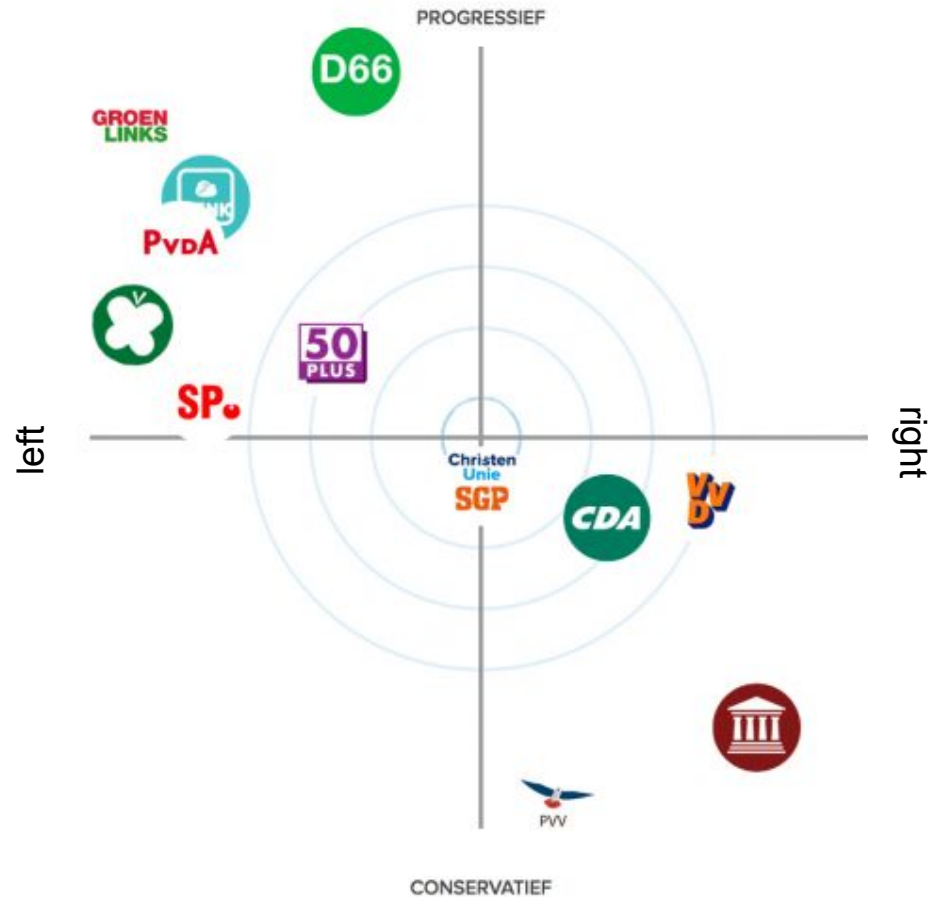 PROGRESSIEF
D66
GROEN
LINKS
PVDA
50
PLUS
SP
left
right
Christen
Unie
SGP
CDA
VVD
PVV
CONSERVATIEF